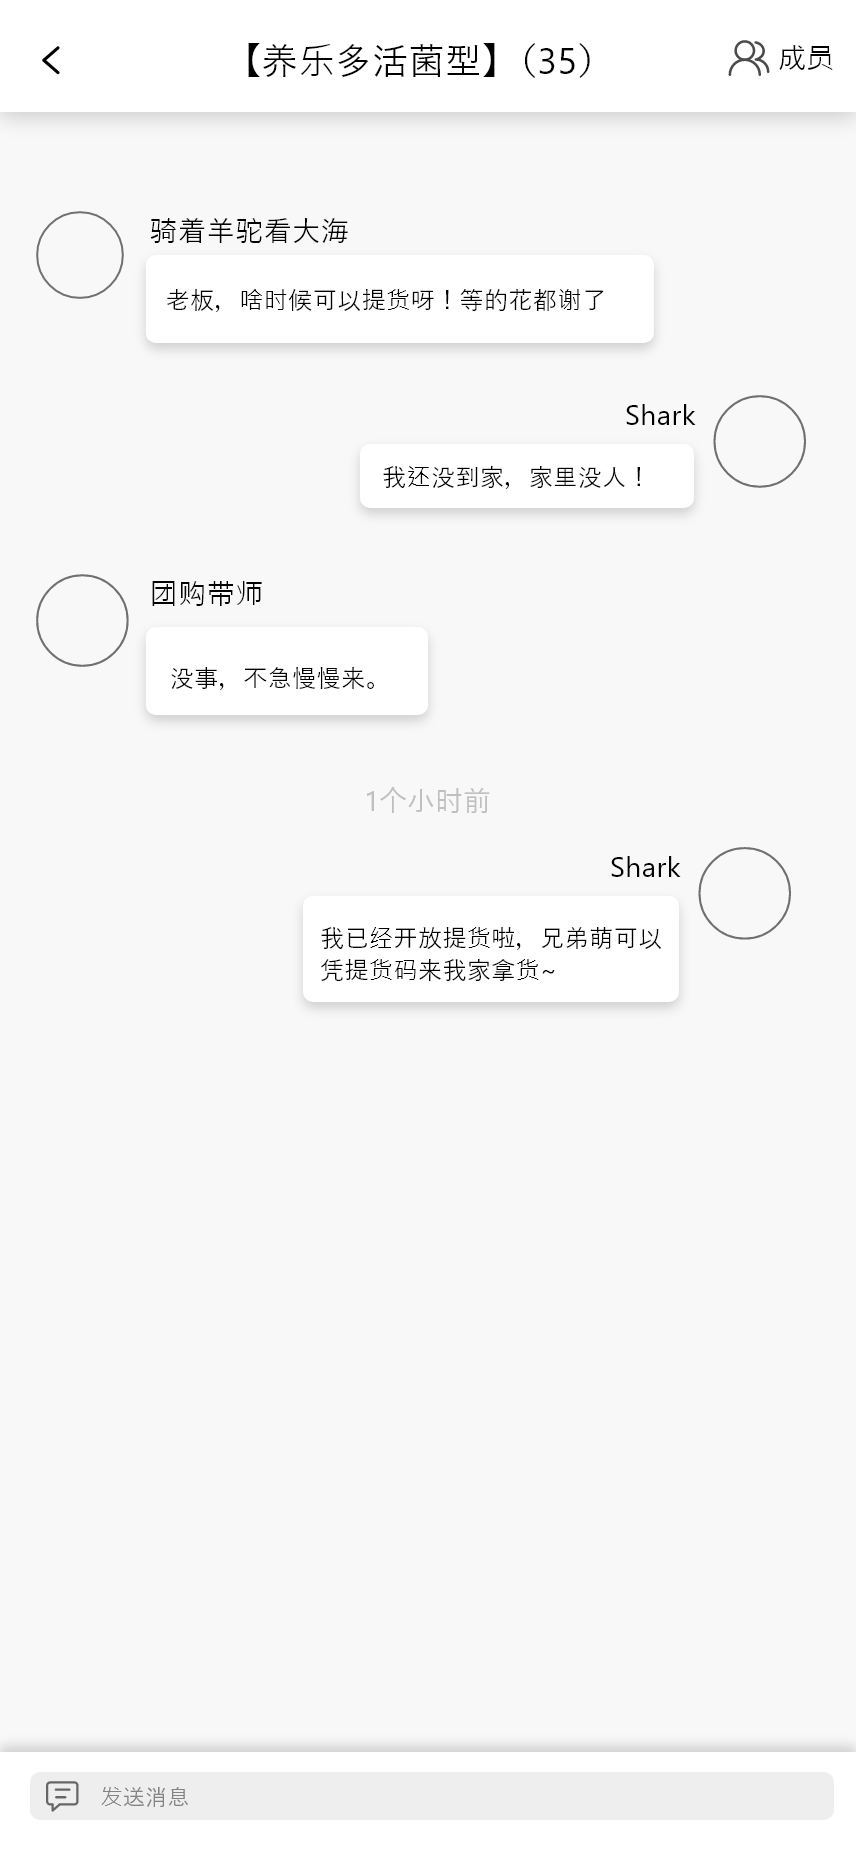 【养乐多活菌型】（35）
成员
骑着羊驼看大海
老板，啥时候可以提货呀！等的花都谢了
Shark
我还没到家，家里没人！
团购带师
没事，不急慢慢来。
1个小时前
Shark
我已经开放提货啦，兄弟萌可以
凭提货码来我家拿货~
发送消息